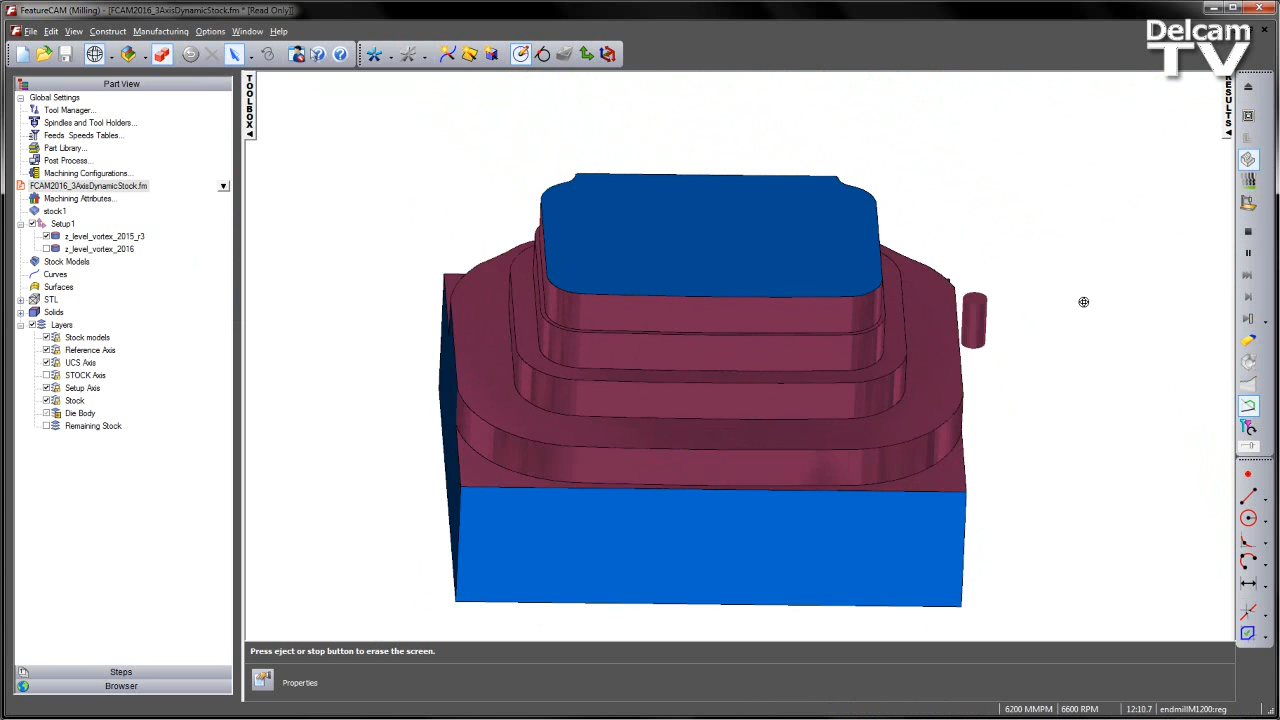 FeatureCAM (Milling) - [FCAM2016_3AxisDynamicStock.fm * [Read Only]]
File Edit View Construct Manufacturing Options Window Help
Delcam
TV
Part View
TOOLBOX
RESULTS
Global Settings
Tool Manager...
Spindles and Tool Holders...
Feeds Speeds Tables...
Part Library...
Post Process...
Machining Configurations...
FCAM2016_3AxisDynamicStock.fm
Machining Attributes...
stock1
Setup1
z_level_vortex_2015_r3
z_level_vortex_2016
Stock Models
Curves
Surfaces
STL
Solids
Layers
Stock models
Reference Axis
UCS Axis
STOCK Axis
Setup Axis
Stock
Die Body
Remaining Stock
Press eject or stop button to erase the screen.
Steps
Properties
Browser
6200 MMPM 6600 RPM 12:10.7 endmillM1200:reg